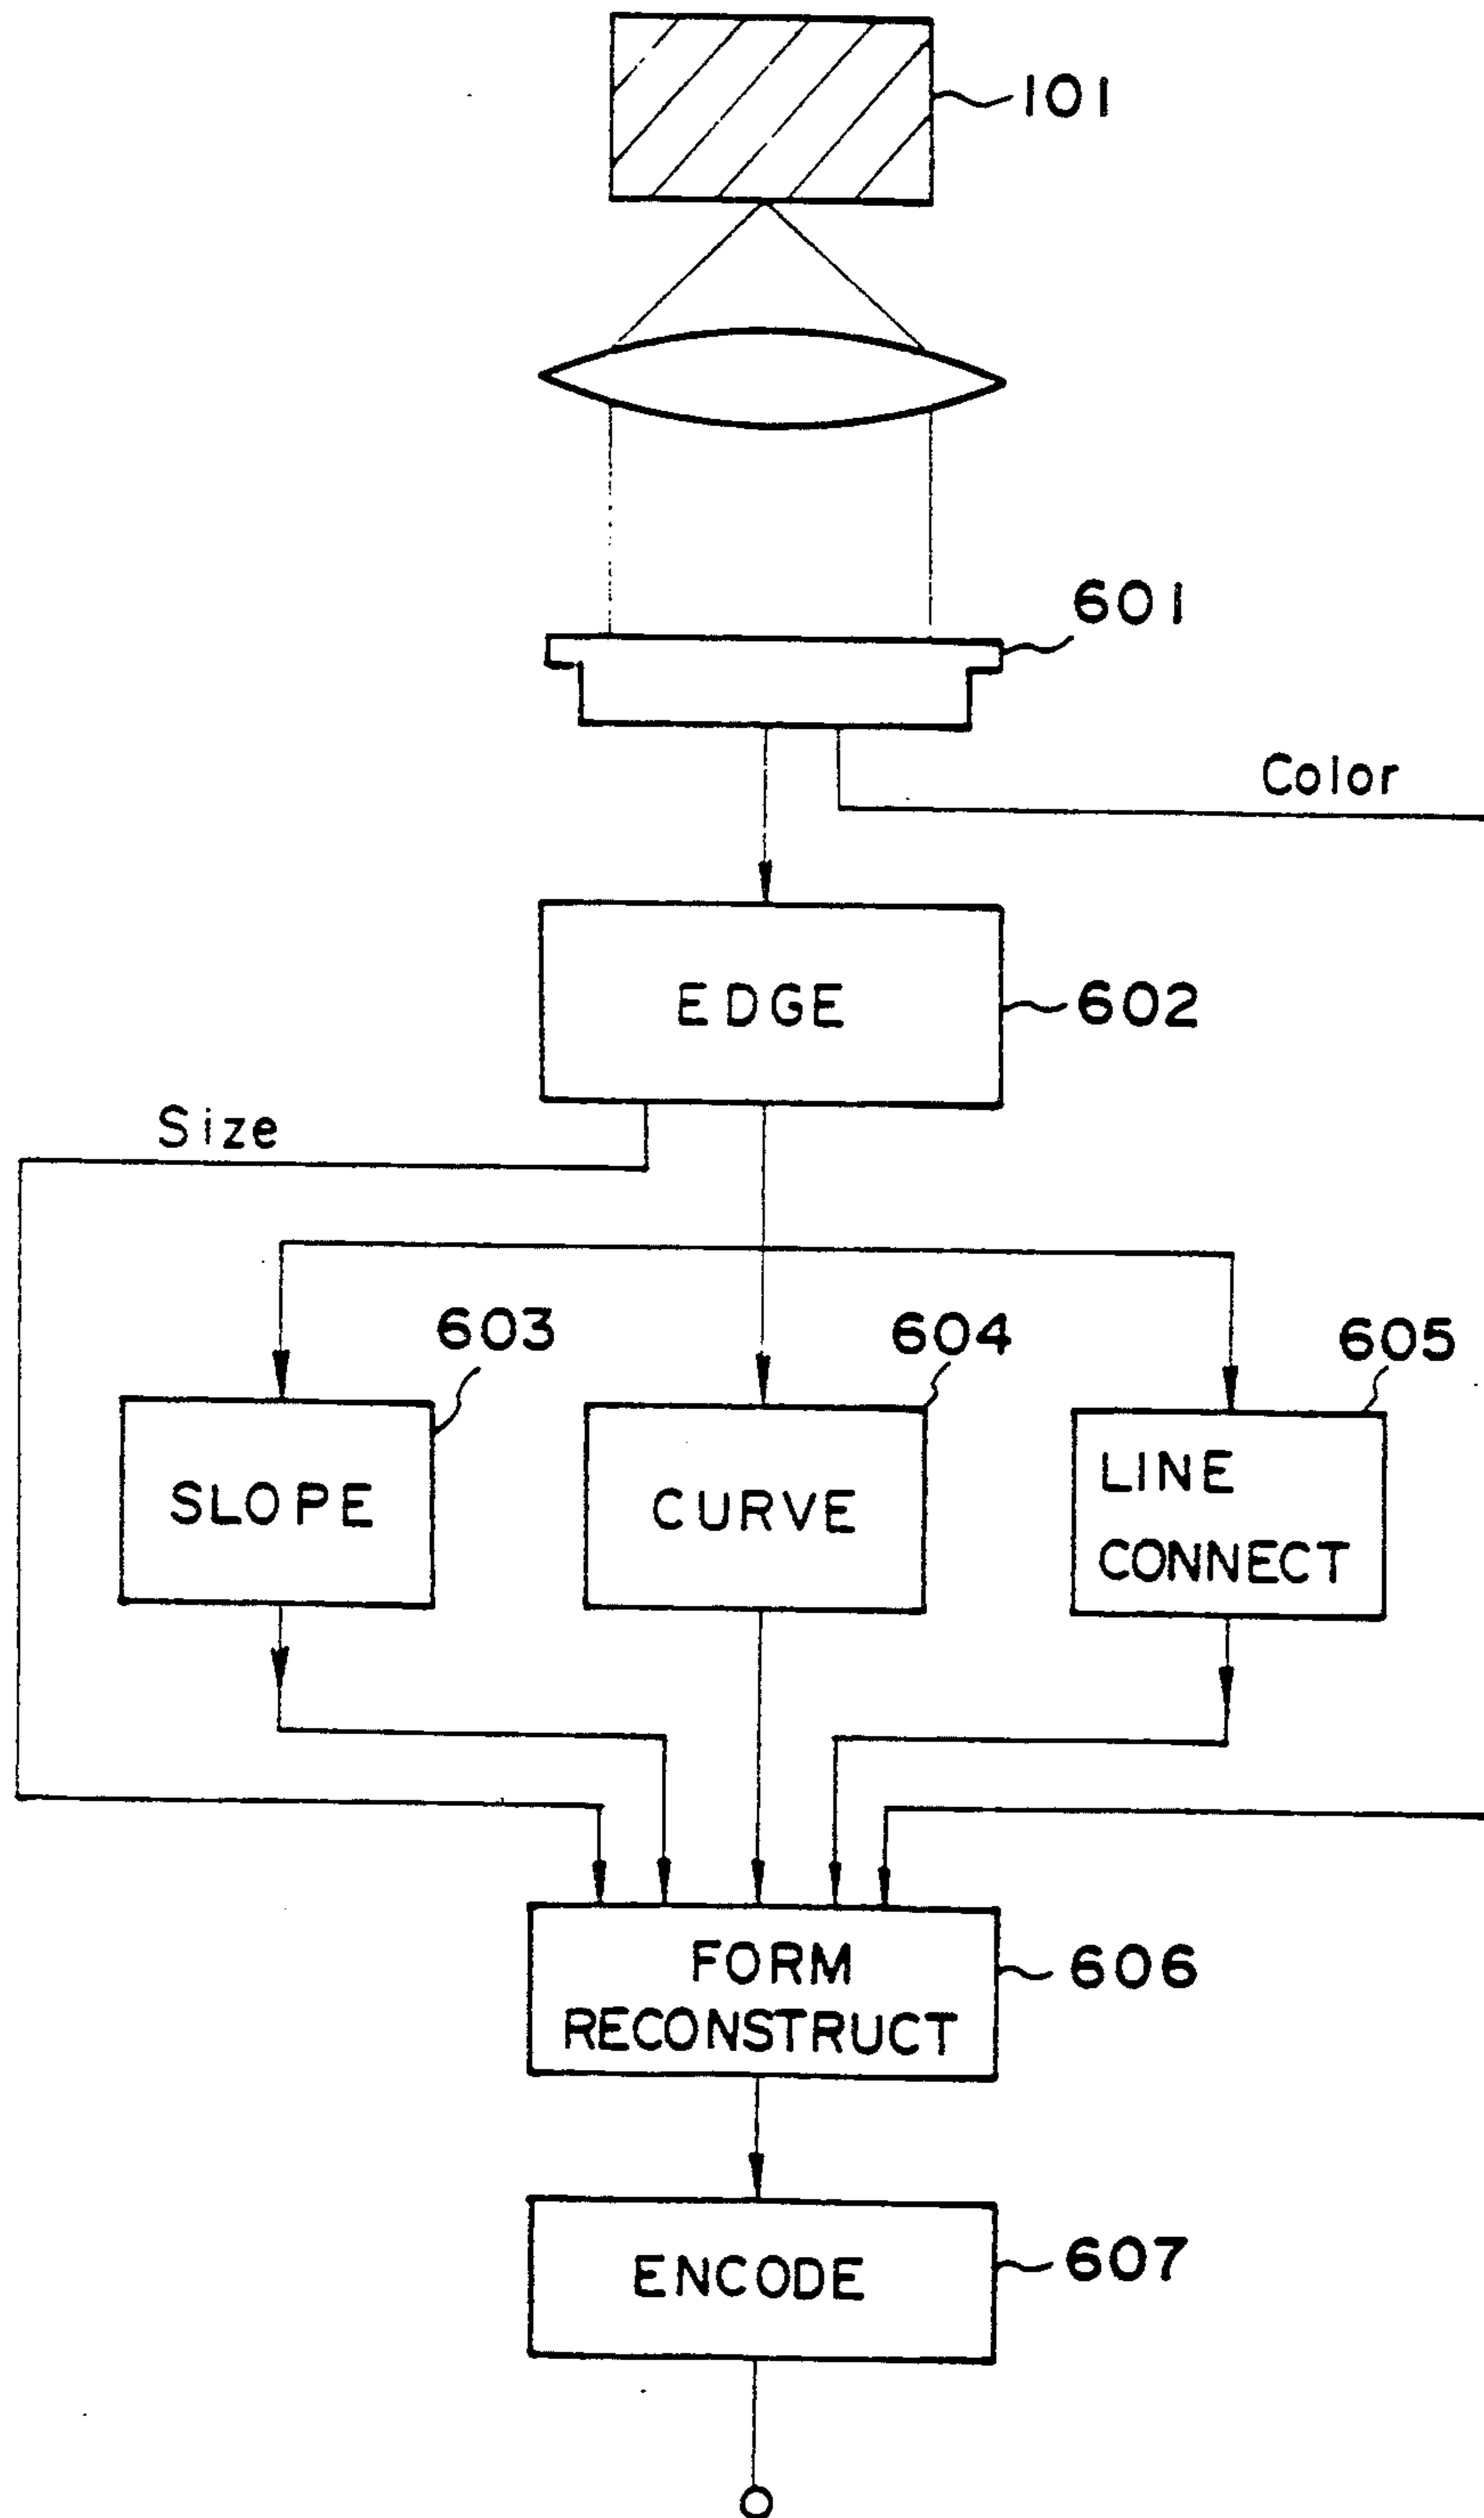 101
601
Color
EDGE
602
Size
603
604
605
SLOPE
CURVE
LINE
CONNECT
FORM
RECONSTRUCT
606
ENCODE
607